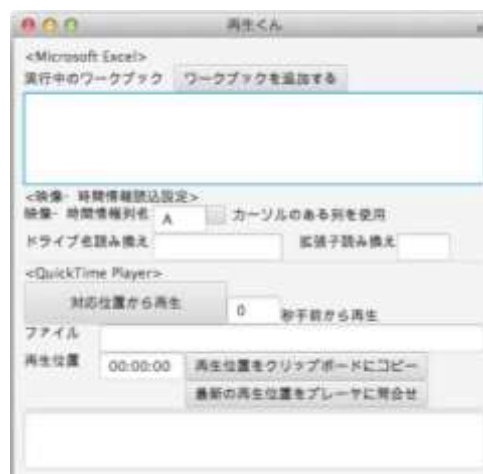 再生くん
<Microsoft Excel>
実行中のワークブック ワークブックを追加する
<映像・時間情報読込設定>
映像・時間情報列名 A カーソルのある列を使用
ドライブ名読み換え 拡張子読み換え
<QuickTime Player>
対応位置から再生 0 秒手前から再生
ファイル
再生位置 00:00:00 再生位置をクリップボードにコピー
最新の再生位置をプレーヤに問合せ